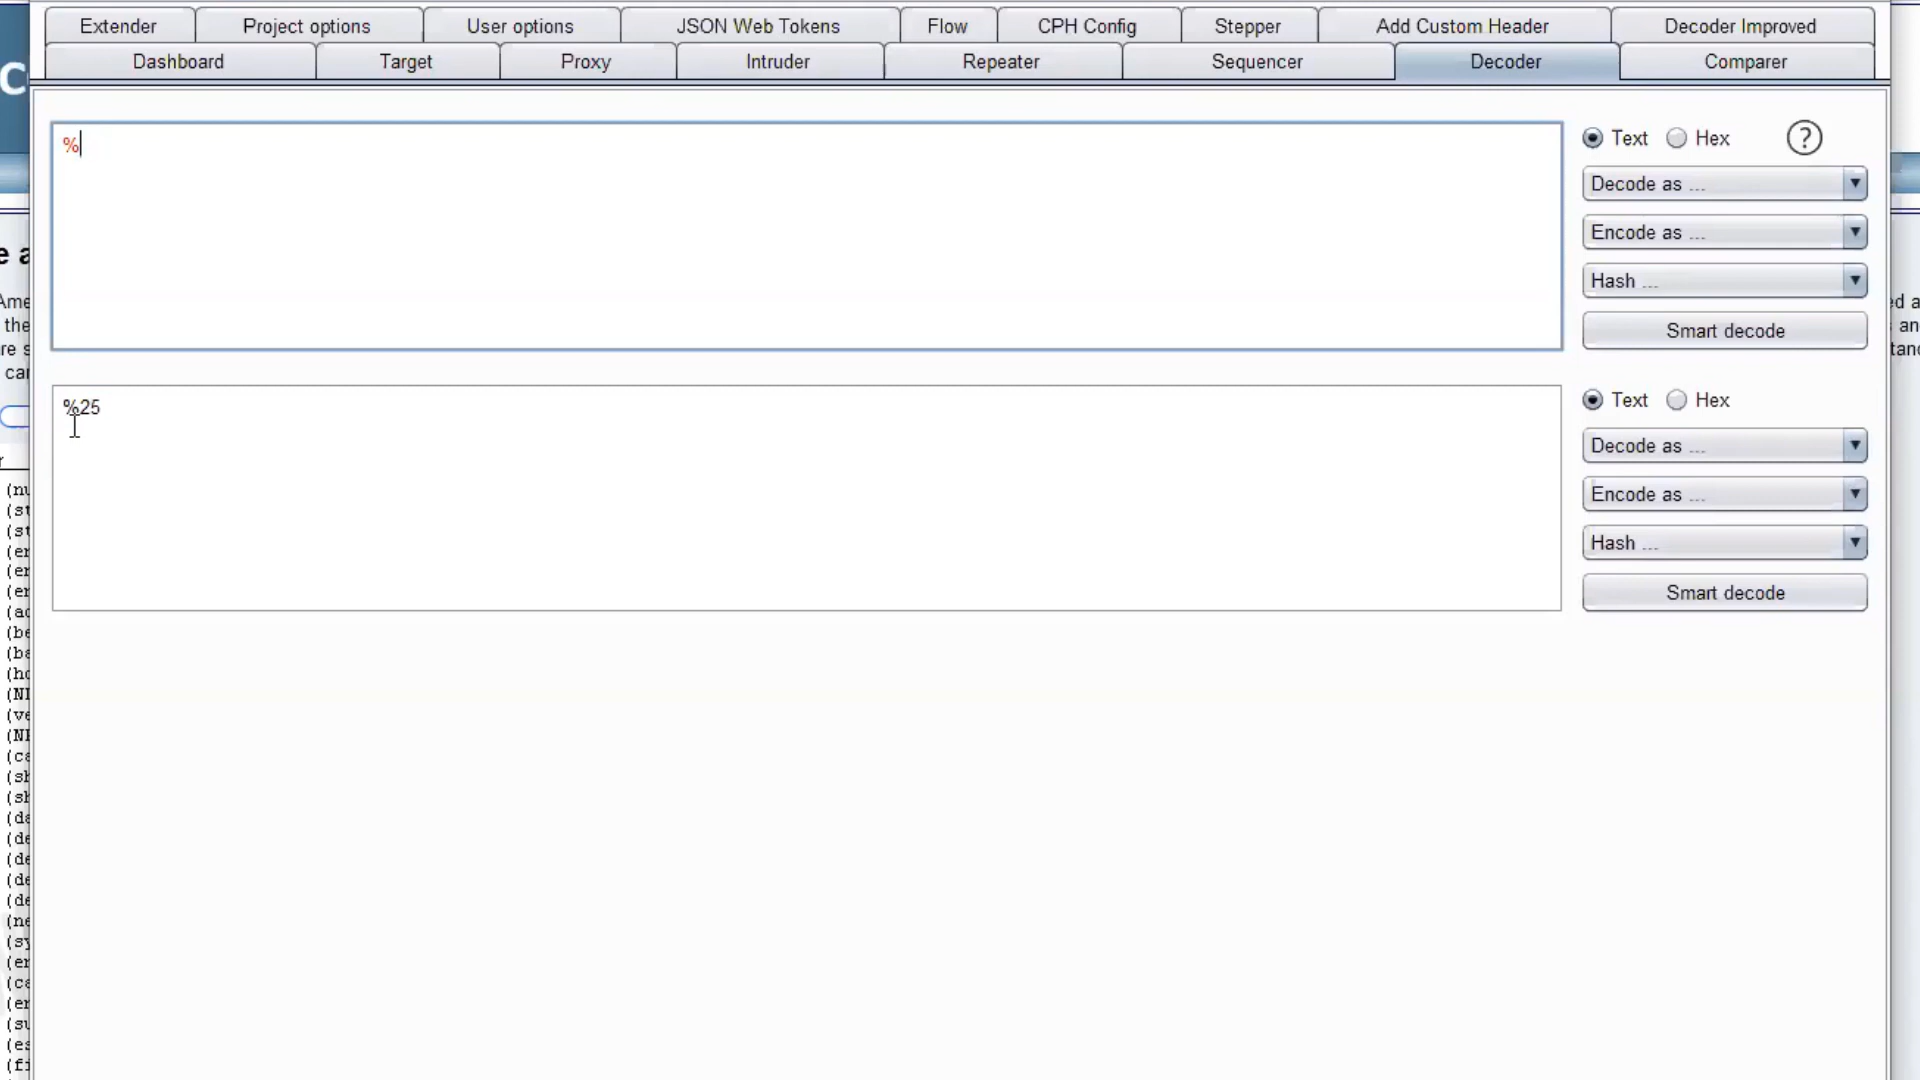 Extender Project options User options JSON Web Tokens Flow CPH Config Stepper Add Custom Header Decoder Improved
Dashboard Target Proxy Intruder Repeater Sequencer Decoder Comparer
%
Text Hex ?
Decode as ...
Encode as ...
Hash ...
Smart decode
%25
Text Hex
Decode as ...
Encode as ...
Hash ...
Smart decode